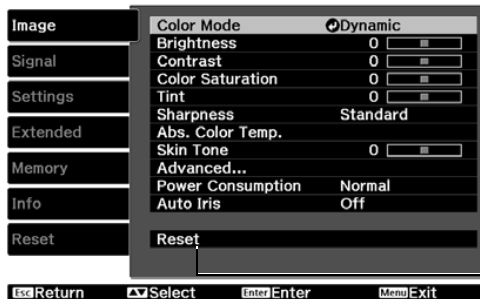 Image
Signal
Settings
Extended
Memory
Info
Reset
Color Mode Dynamic
Brightness 0
Contrast 0
Color Saturation 0
Tint 0
Sharpness Standard
Abs. Color Temp.
Skin Tone 0
Advanced...
Power Consumption Normal
Auto Iris Off
Reset
Esc Return Select Enter Enter Menu Exit